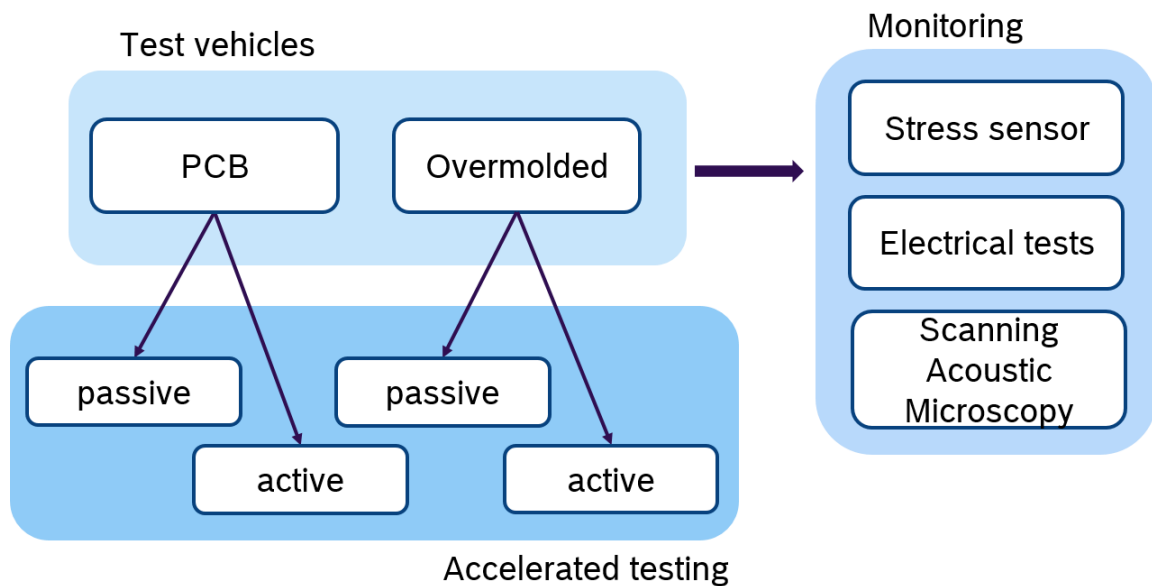 Test vehicles
PCB
Overmolded
passive
passive
active
active
Accelerated testing
Monitoring
Stress sensor
Electrical tests
Scanning
Acoustic
Microscopy